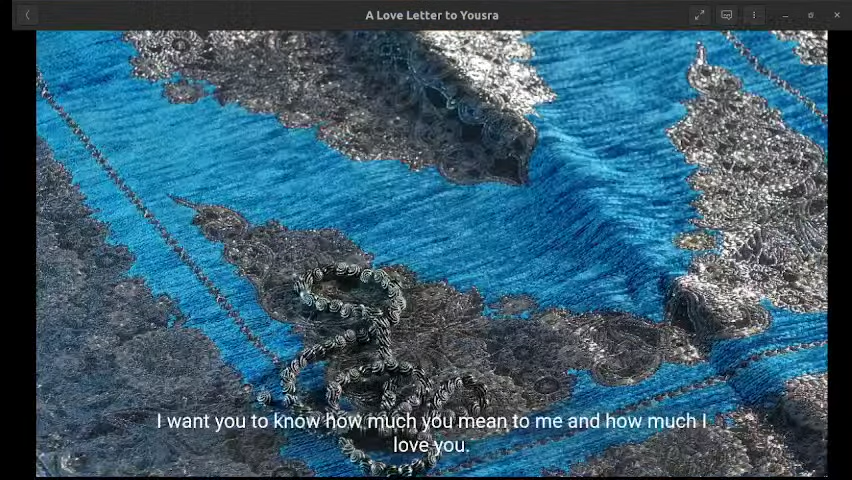 A Love Letter to Yousra
I want you to know how much you mean to me and how much I
love you.